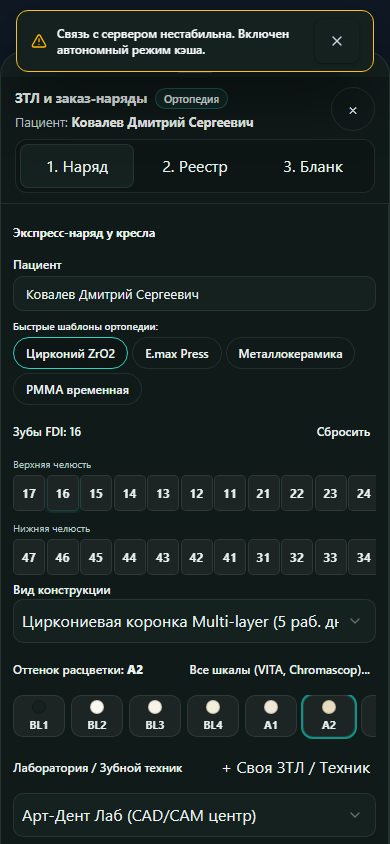 Связь с сервером нестабильна. Включен
автономный режим кэша.
ЗТЛ и заказ-наряды
Ортопедия
Пациент: Ковалев Дмитрий Сергеевич
1. Наряд
2. Реестр
3. Бланк
Экспресс-наряд у кресла
Пациент
Ковалев Дмитрий Сергеевич
Быстрые шаблоны ортопедии:
Цирконий ZrO2
E.max Press
Металлокерамика
PMMA временная
Зубы FDI: 16
Сбросить
Верхняя челюсть
17 16 15 14 13 12 11 21 22 23 24
Нижняя челюсть
47 46 45 44 43 42 41 31 32 33 34
Вид конструкции
Циркониевая коронка Multi-layer (5 раб. дн
Оттенок расцветки: A2
Все шкалы (VITA, Chromascop)...
BL1 BL2 BL3 BL4 A1 A2
Лаборатория / Зубной техник
+ Своя ЗТЛ / Техник
Арт-Дент Лаб (CAD/CAM центр)